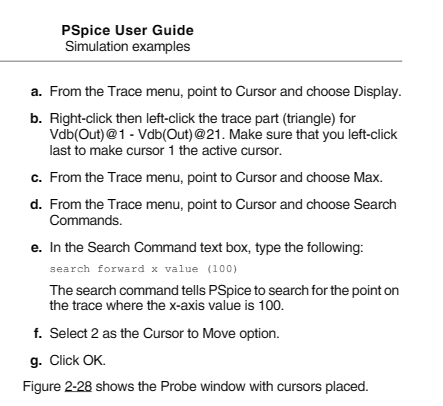 PSpice User Guide
Simulation examples
a. From the Trace menu, point to Cursor and choose Display.
b. Right-click then left-click the trace part (triangle) for
Vdb(Out)@1 - Vdb(Out)@21. Make sure that you left-click
last to make cursor 1 the active cursor.
c. From the Trace menu, point to Cursor and choose Max.
d. From the Trace menu, point to Cursor and choose Search
Commands.
e. In the Search Command text box, type the following:
search forward x value (100)
The search command tells PSpice to search for the point on
the trace where the x-axis value is 100.
f. Select 2 as the Cursor to Move option.
g. Click OK.
Figure 2-28 shows the Probe window with cursors placed.